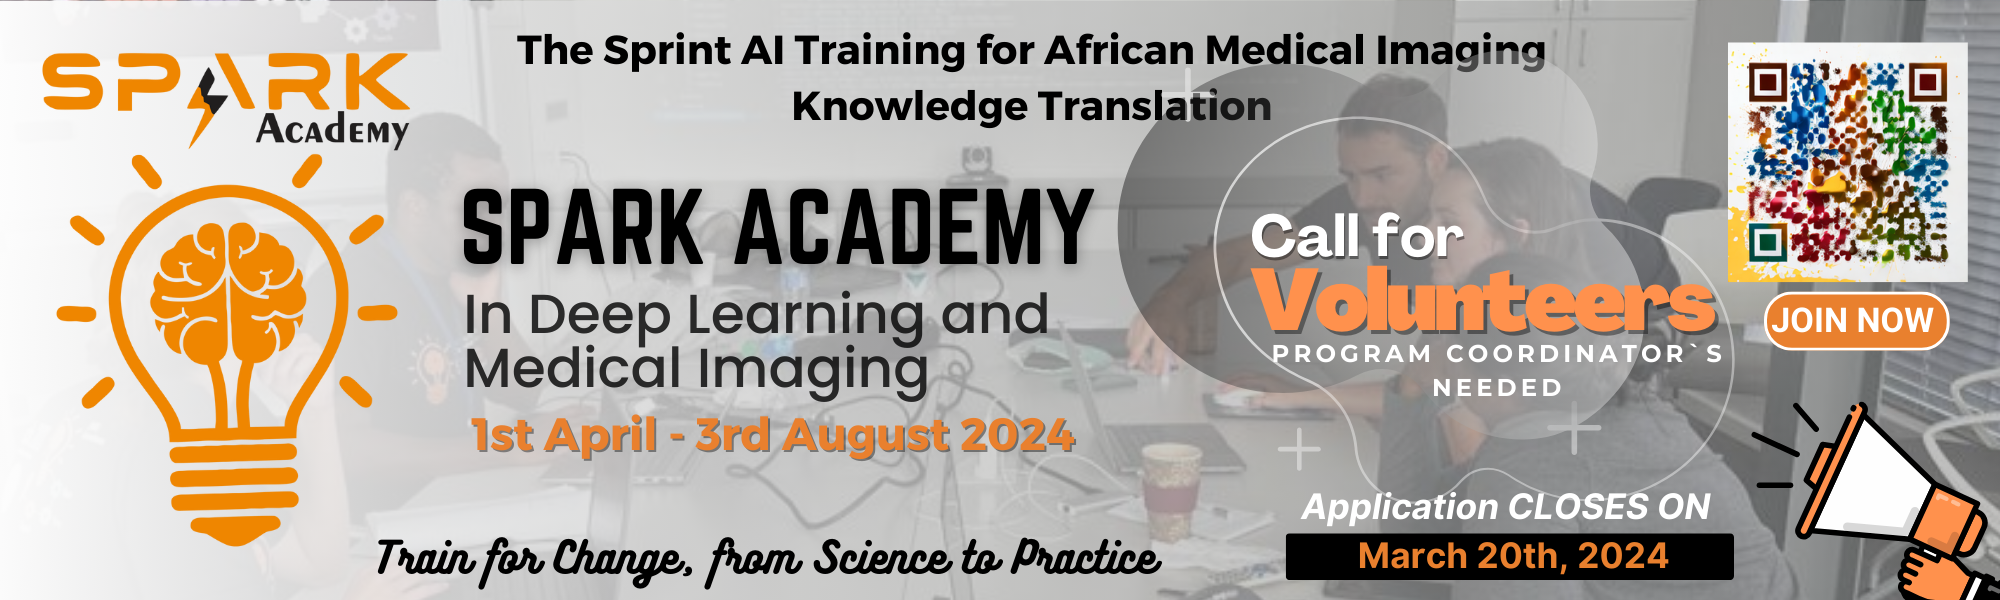 SPARK
ACADEMY
The Sprint AI Training for African Medical Imaging
Knowledge Translation
SPARK ACADEMY
In Deep Learning and
Medical Imaging
1st April - 3rd August 2024
Train for Change, from Science to Practice
Call for
Volunteers
PROGRAM COORDINATOR`S
NEEDED
Application CLOSES ON
March 20th, 2024
JOIN NOW